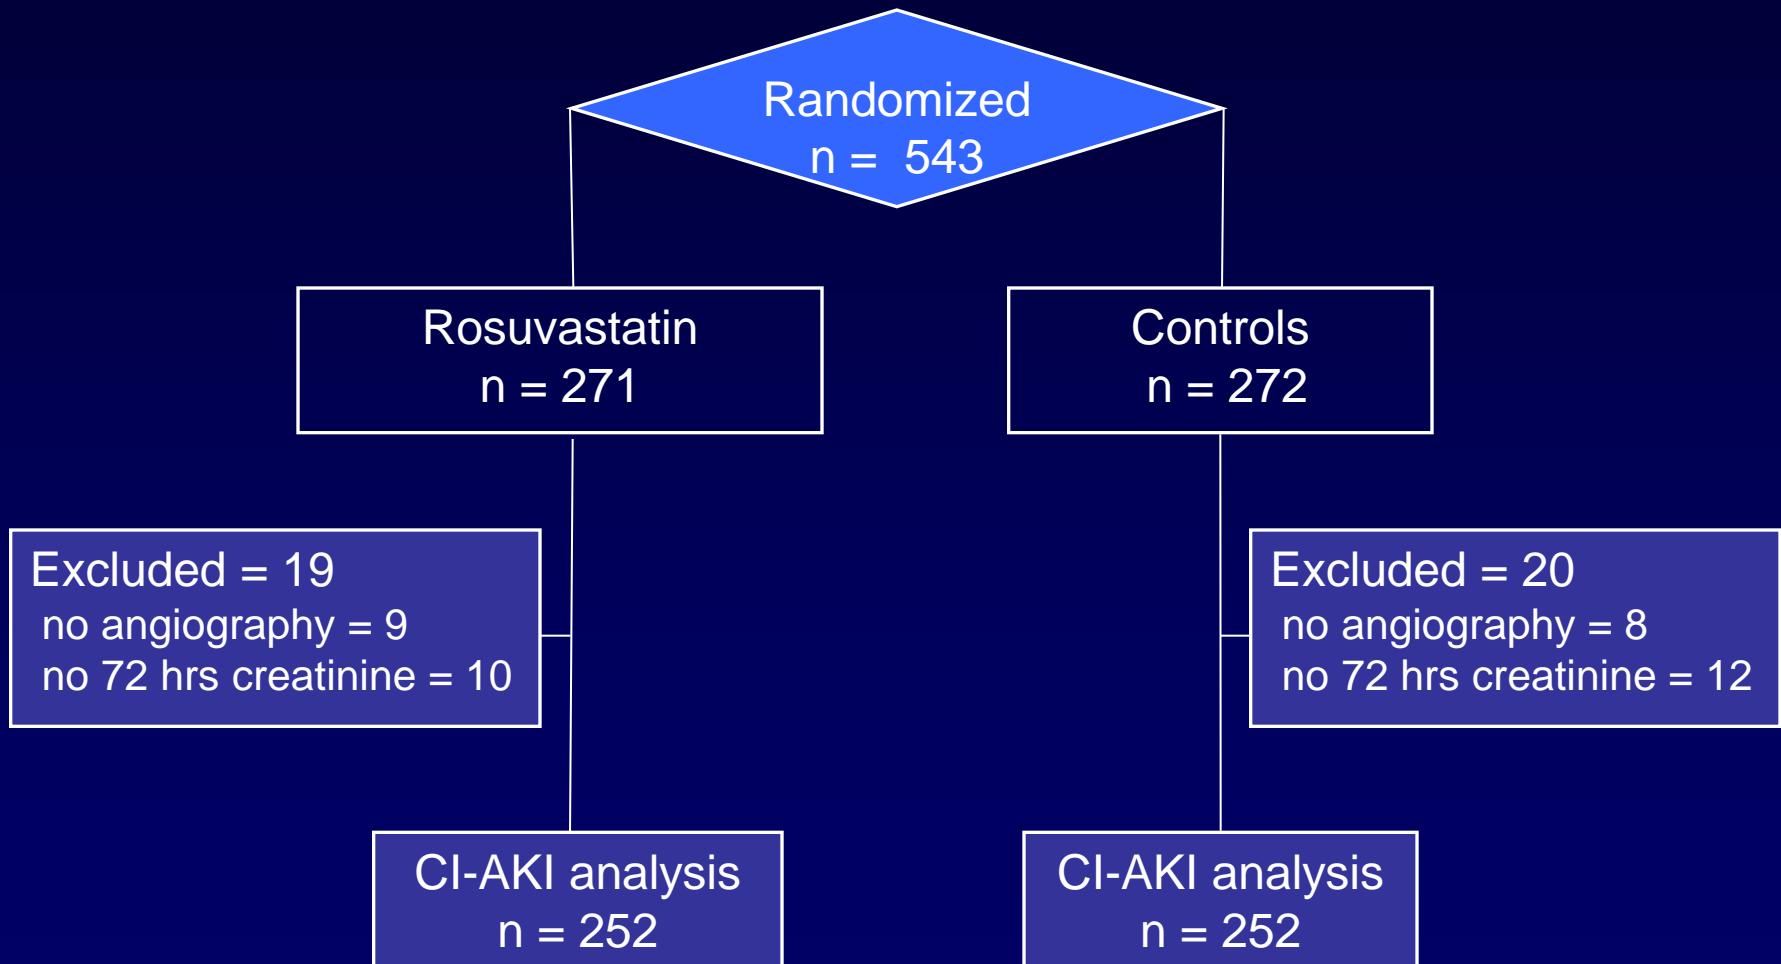 Randomized
n = 543
Rosuvastatin
n = 271
Controls
n = 272
Excluded = 19
no angiography = 9
no 72 hrs creatinine = 10
Excluded = 20
no angiography = 8
no 72 hrs creatinine = 12
CI-AKI analysis
n = 252
CI-AKI analysis
n = 252